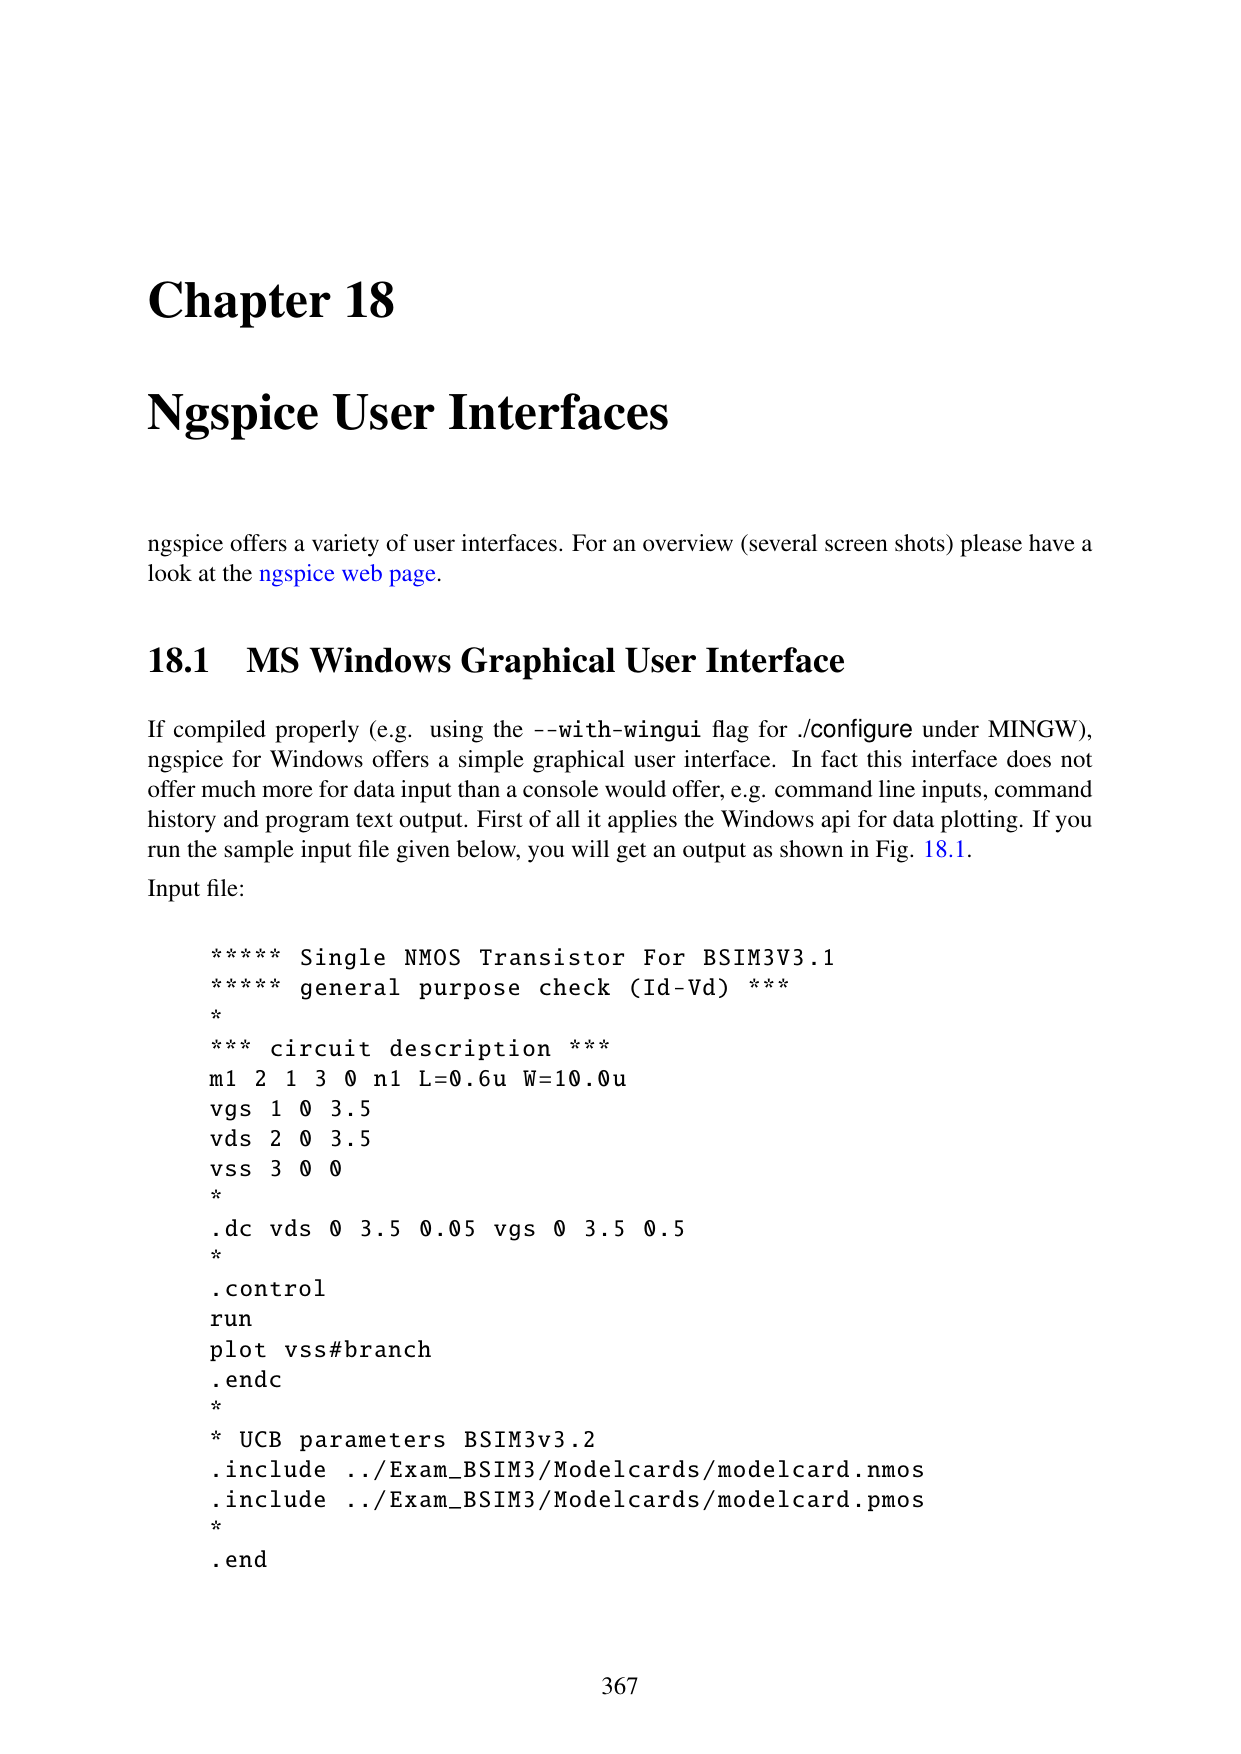 Chapter 18
Ngspice User Interfaces
ngspice offers a variety of user interfaces. For an overview (several screen shots) please have a
look at the ngspice web page.
18.1 MS Windows Graphical User Interface
If compiled properly (e.g. using the --with-wingui flag for ./configure under MINGW),
ngspice for Windows offers a simple graphical user interface. In fact this interface does not
offer much more for data input than a console would offer, e.g. command line inputs, command
history and program text output. First of all it applies the Windows api for data plotting. If you
run the sample input file given below, you will get an output as shown in Fig. 18.1.
Input file:
***** Single NMOS Transistor For BSIM3V3.1
***** general purpose check (Id-Vd) ***
*
*** circuit description ***
m1 2 1 3 0 n1 L=0.6u W=10.0u
vgs 1 0 3.5
vds 2 0 3.5
vss 3 0 0
*
.dc vds 0 3.5 0.05 vgs 0 3.5 0.5
*
.control
run
plot vss#branch
.endc
*
* UCB parameters BSIM3v3.2
.include ../Exam_BSIM3/Modelcards/modelcard.nmos
.include ../Exam_BSIM3/Modelcards/modelcard.pmos
*
.end
367